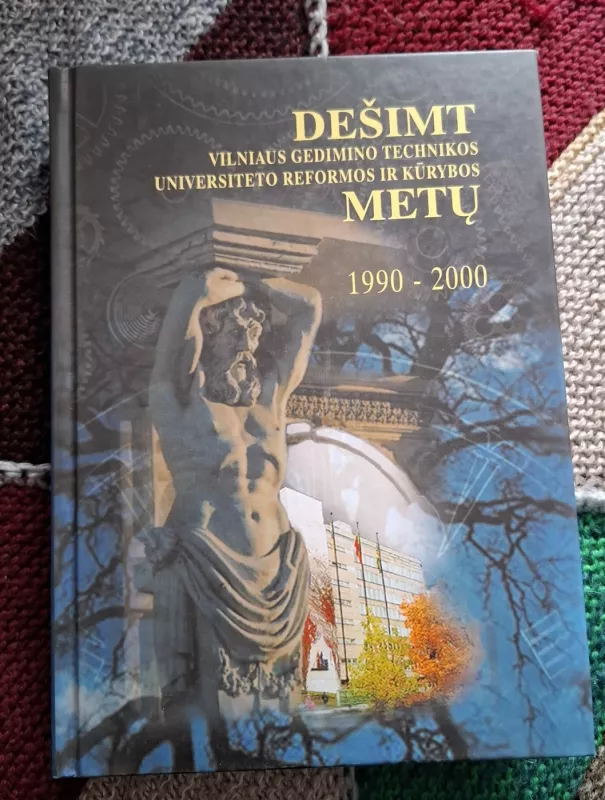 DEŠIMT
VILNIAUS GEDIMINO TECHNIKOS
UNIVERSITETO REFORMOS IR KŪRYBOS
METŲ
1990 - 2000